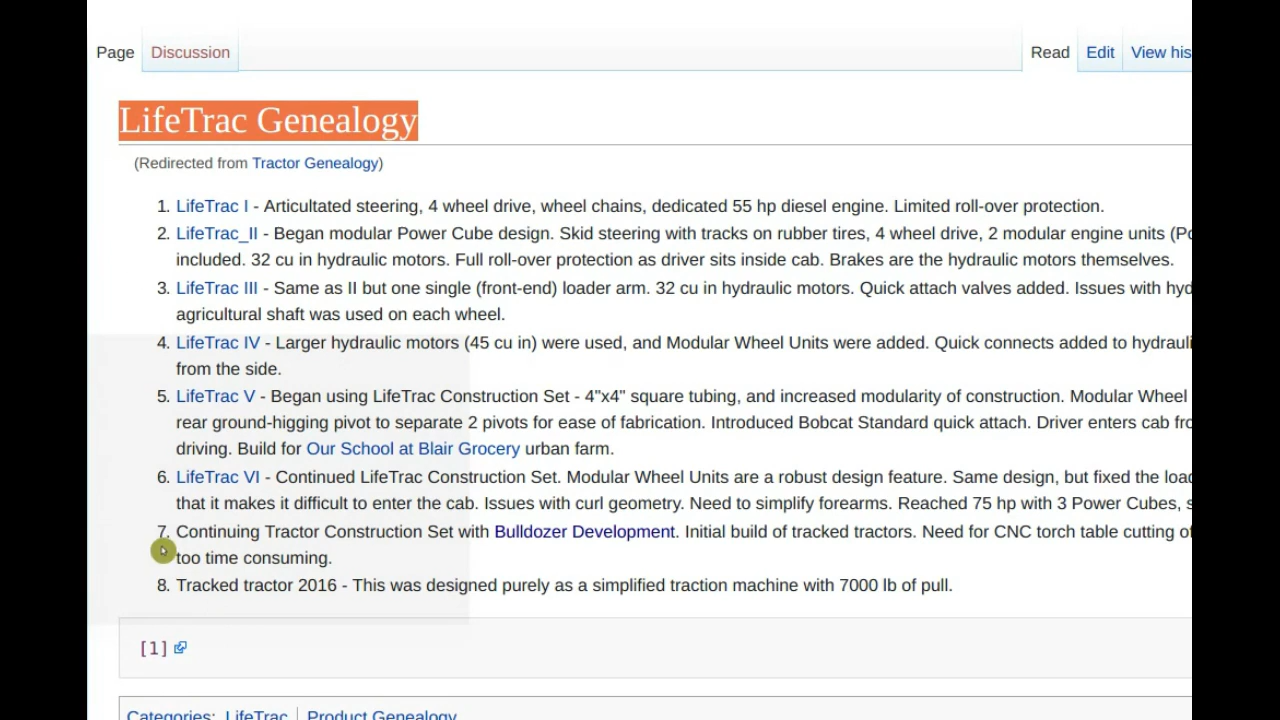 Page Discussion Read Edit View his
LifeTrac Genealogy
(Redirected from Tractor Genealogy)
1. LifeTrac I - Articultated steering, 4 wheel drive, wheel chains, dedicated 55 hp diesel engine. Limited roll-over protection.
2. LifeTrac_II - Began modular Power Cube design. Skid steering with tracks on rubber tires, 4 wheel drive, 2 modular engine units (Po
included. 32 cu in hydraulic motors. Full roll-over protection as driver sits inside cab. Brakes are the hydraulic motors themselves.
3. LifeTrac III - Same as II but one single (front-end) loader arm. 32 cu in hydraulic motors. Quick attach valves added. Issues with hyd
agricultural shaft was used on each wheel.
4. LifeTrac IV - Larger hydraulic motors (45 cu in) were used, and Modular Wheel Units were added. Quick connects added to hydrauli
from the side.
5. LifeTrac V - Began using LifeTrac Construction Set - 4"x4" square tubing, and increased modularity of construction. Modular Wheel
rear ground-higging pivot to separate 2 pivots for ease of fabrication. Introduced Bobcat Standard quick attach. Driver enters cab fro
driving. Build for Our School at Blair Grocery urban farm.
6. LifeTrac VI - Continued LifeTrac Construction Set. Modular Wheel Units are a robust design feature. Same design, but fixed the load
that it makes it difficult to enter the cab. Issues with curl geometry. Need to simplify forearms. Reached 75 hp with 3 Power Cubes, s
7. Continuing Tractor Construction Set with Bulldozer Development. Initial build of tracked tractors. Need for CNC torch table cutting of
too time consuming.
8. Tracked tractor 2016 - This was designed purely as a simplified traction machine with 7000 lb of pull.
[1]
Categories: LifeTrac | Product Genealogy